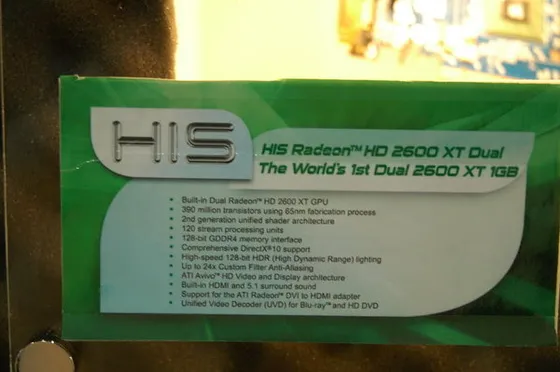 HIS
HIS Radeon™ HD 2600 XT Dual
The World's 1st Dual 2600 XT 1GB
Built-in Dual Radeon™ HD 2600 XT GPU
390 million transistors using 65nm fabrication process
2nd generation unified shader architecture
120 stream processing units
128-bit GDDR4 memory interface
Comprehensive DirectX®10 support
High-speed 128-bit HDR (High Dynamic Range) lighting
Up to 24x Custom Filter Anti-Aliasing
ATI Avivo™ HD Video and Display architecture
Built-in HDMI and 5.1 surround sound
Support for the ATI Radeon™ DVI to HDMI adapter
Unified Video Decoder (UVD) for Blu-ray™ and HD DVD